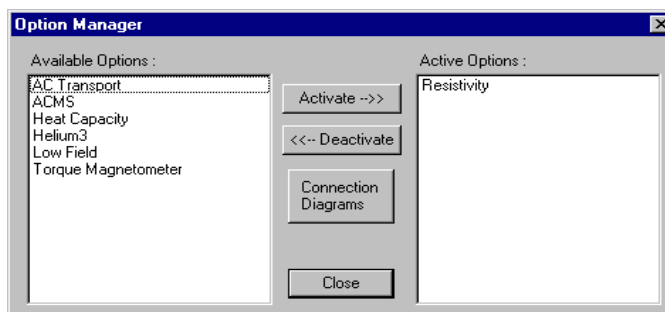 Option Manager
Available Options :
AC Transport
ACMS
Heat Capacity
Helium3
Low Field
Torque Magnetometer
Activate -->>
<<-- Deactivate
Connection
Diagrams
Close
Active Options :
Resistivity